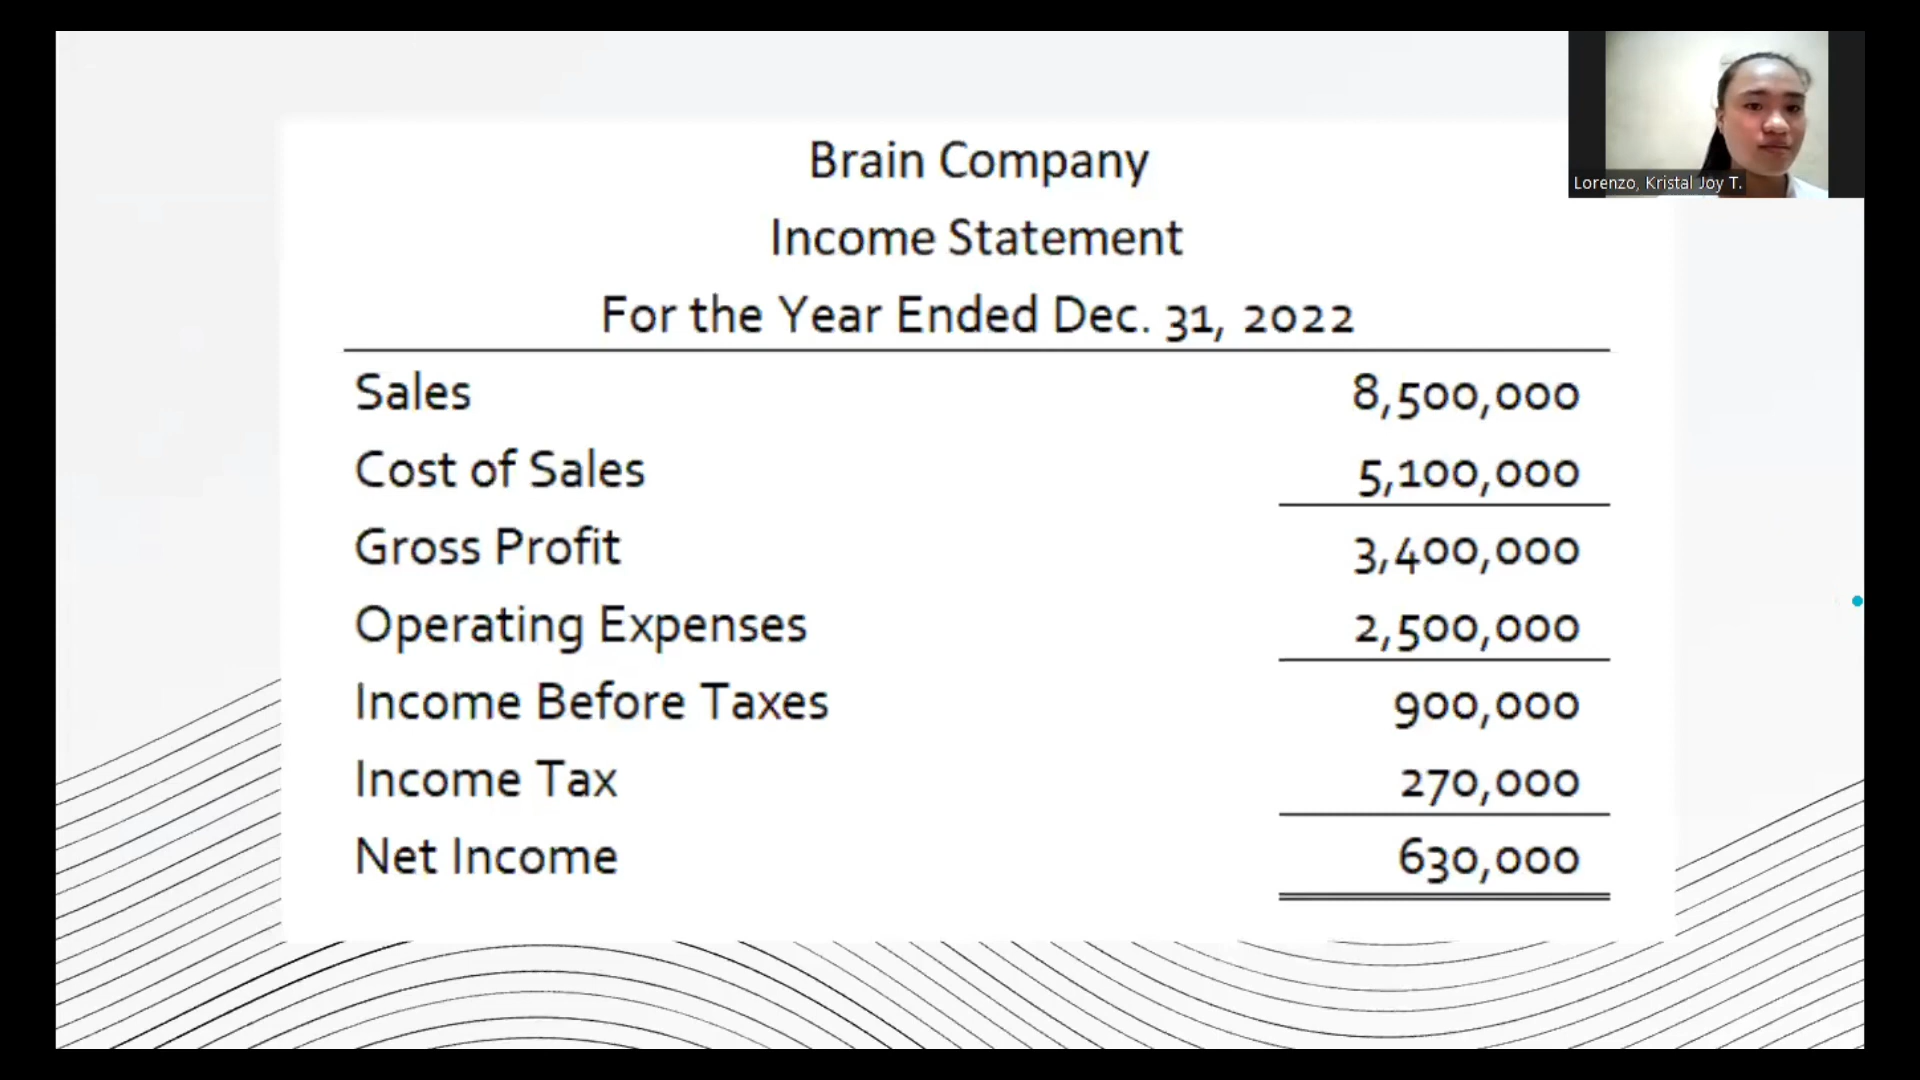 Brain Company
Income Statement
For the Year Ended Dec. 31, 2022
Sales 8,500,000
Cost of Sales 5,100,000
Gross Profit 3,400,000
Operating Expenses 2,500,000
Income Before Taxes 900,000
Income Tax 270,000
Net Income 630,000
Lorenzo, Kristal Joy T.